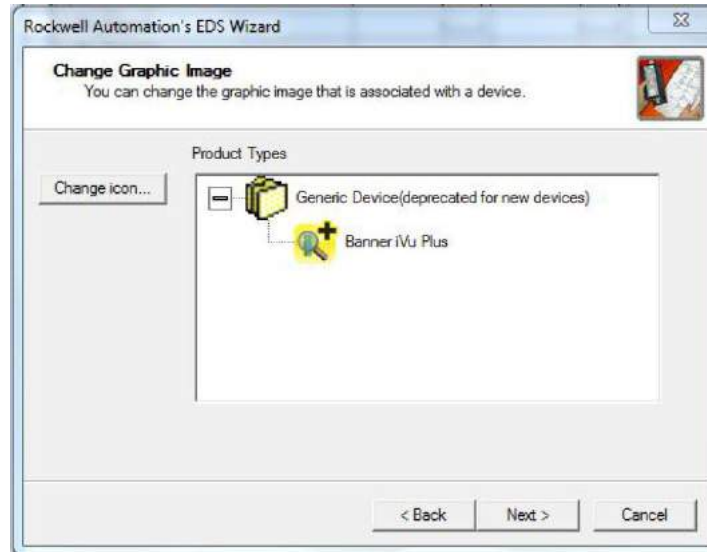 Rockwell Automation's EDS Wizard
Change Graphic Image
You can change the graphic image that is associated with a device.
Product Types
Change icon...
Generic Device(deprecated for new devices)
Banner iVu Plus
< Back
Next >
Cancel